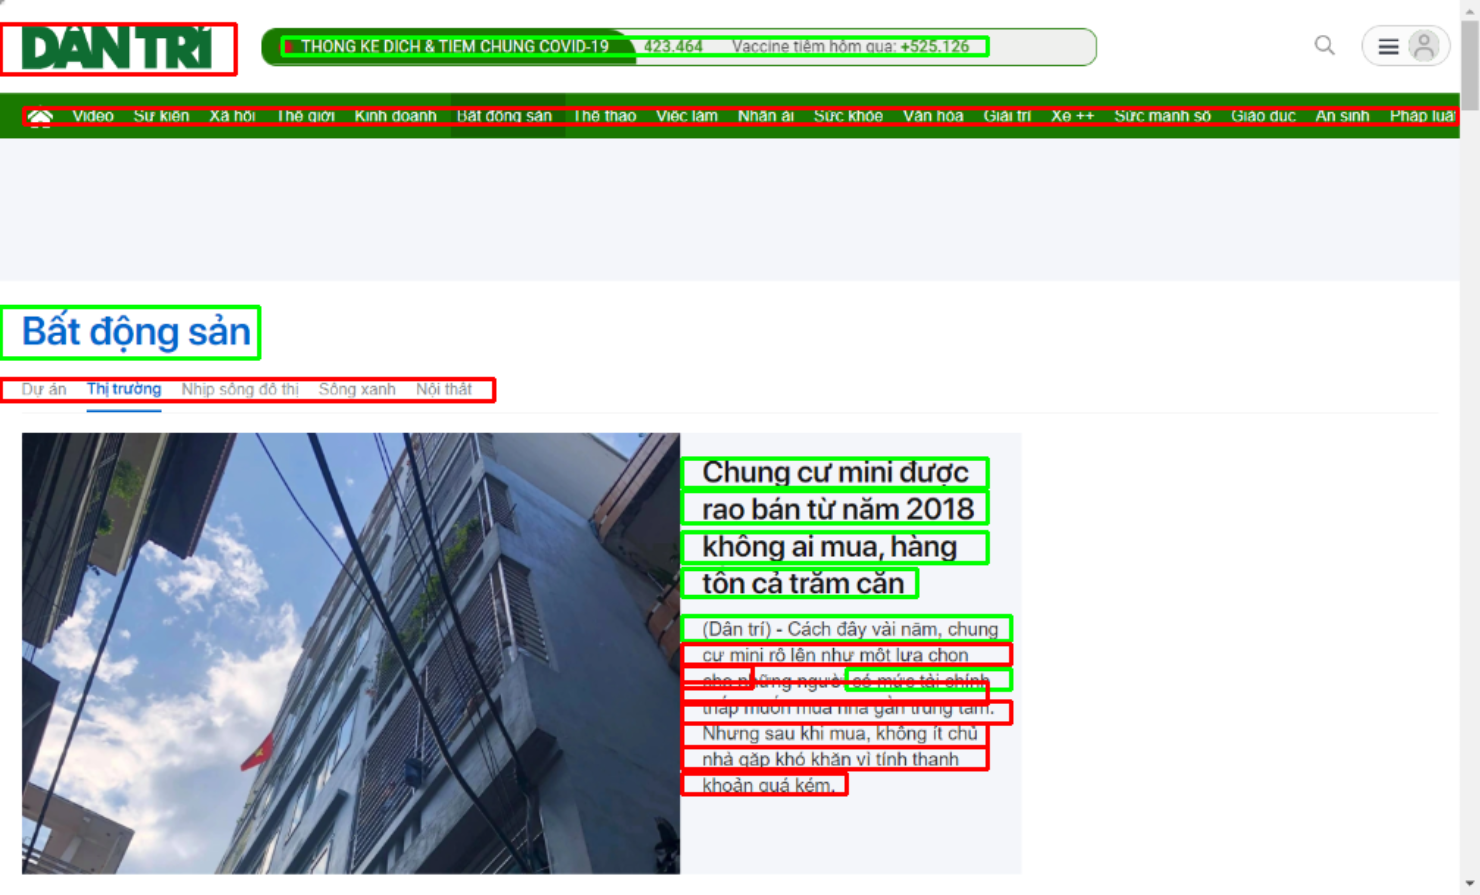 DÂN TRÍ
THỐNG KÊ DỊCH & TIÊM CHỦNG COVID-19 423.464 Vaccine tiêm hôm qua: +525.126
Video Sự kiện Xã hội Thế giới Kinh doanh Bất động sản Thể thao Việc làm Nhân ái Sức khỏe Văn hóa Giải trí Xe ++ Sức mạnh số Giáo dục An sinh Pháp luật
Bất động sản
Dự án Thị trường Nhịp sống đô thị Sống xanh Nội thất
Chung cư mini được
rao bán từ năm 2018
không ai mua, hàng
tồn cả trăm căn
(Dân trí) - Cách đây vài năm, chung
cư mini rộ lên như một lựa chọn
cho những người có mức tài chính
thấp muốn mua nhà gần trung tâm.
Nhưng sau khi mua, không ít chủ
nhà gặp khó khăn vì tính thanh
khoản quá kém.